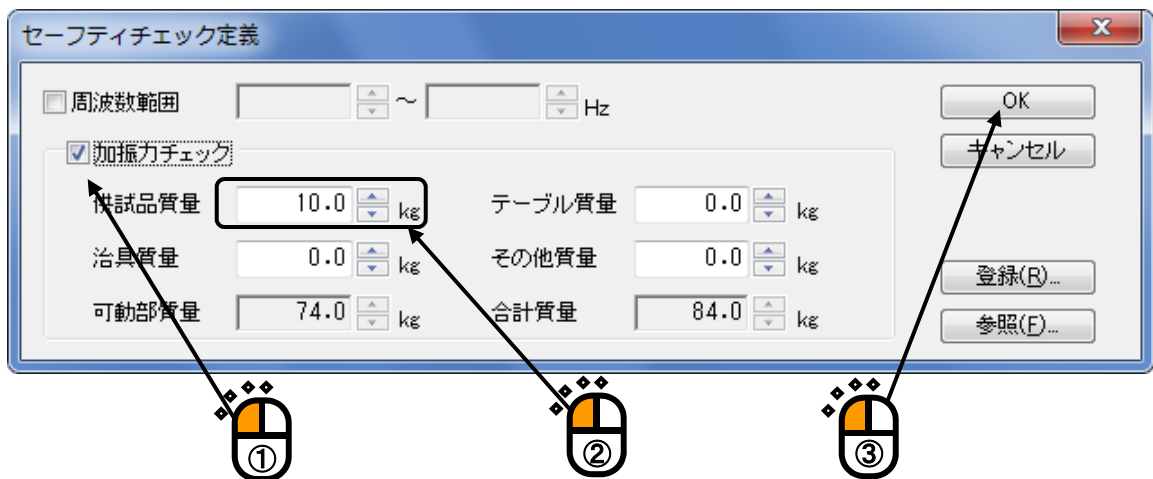 セーフティチェック定義
周波数範囲 ～ Hz OK
加振力チェック キャンセル
供試品質量 10.0 kg テーブル質量 0.0 kg
治具質量 0.0 kg その他質量 0.0 kg 登録(R)...
可動部質量 74.0 kg 合計質量 84.0 kg 参照(F)...
① ② ③